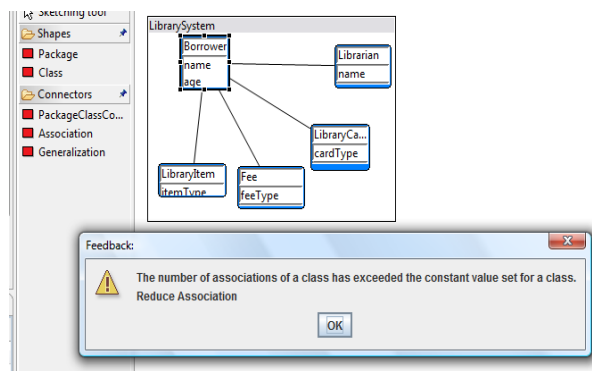 Sketching tool
Shapes
Package
Class
Connectors
PackageClassCo...
Association
Generalization
LibrarySystem
Borrower
name
age
Librarian
name
LibraryCa...
cardType
LibraryItem
itemType
Fee
feeType
Feedback:
The number of associations of a class has exceeded the constant value set for a class.
Reduce Association
OK